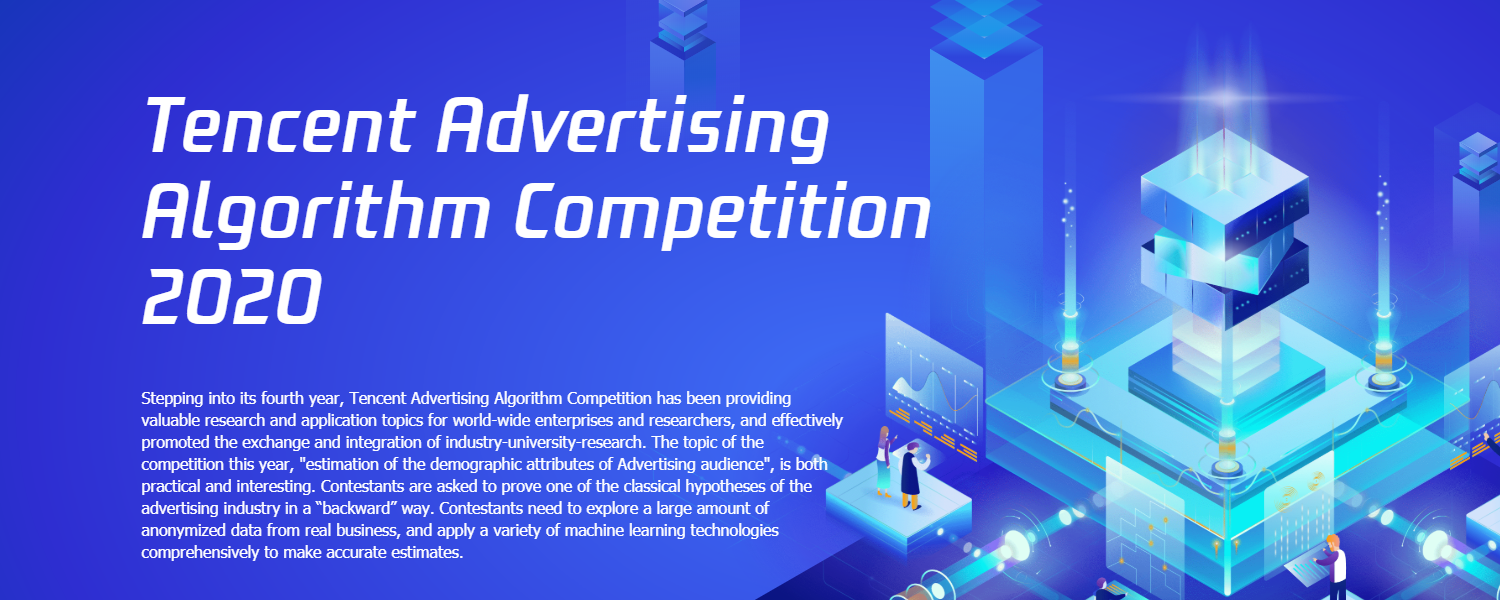 Tencent Advertising
Algorithm Competition
2020
Stepping into its fourth year, Tencent Advertising Algorithm Competition has been providing
valuable research and application topics for world-wide enterprises and researchers, and effectively
promoted the exchange and integration of industry-university-research. The topic of the
competition this year, "estimation of the demographic attributes of Advertising audience", is both
practical and interesting. Contestants are asked to prove one of the classical hypotheses of the
advertising industry in a “backward” way. Contestants need to explore a large amount of
anonymized data from real business, and apply a variety of machine learning technologies
comprehensively to make accurate estimates.